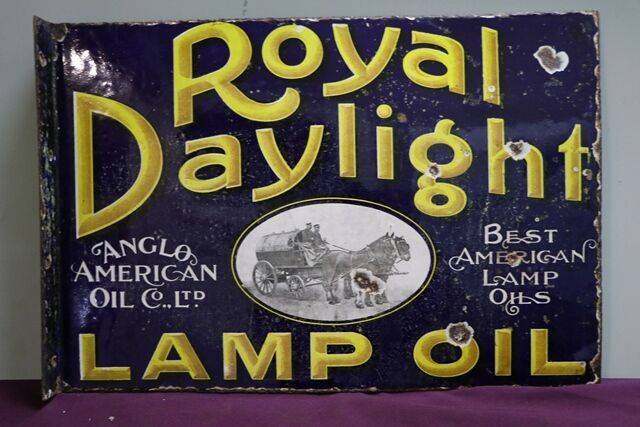 Royal
Daylight
ANGLO
AMERICAN
OIL CO., LTD
BEST
AMERICAN
LAMP
OILS
LAMP OIL